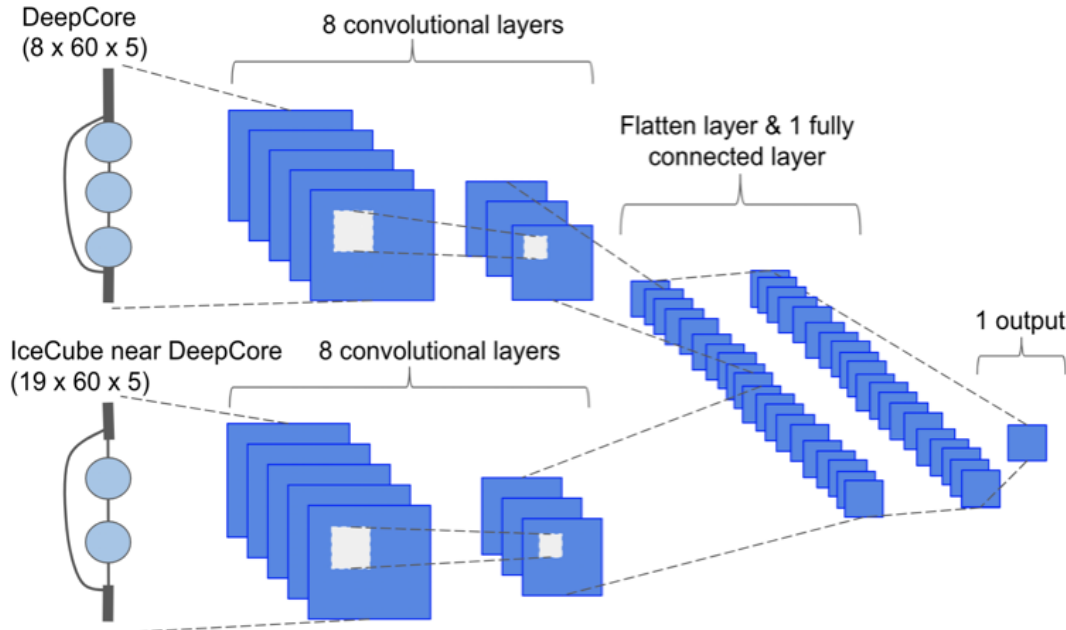 DeepCore
(8 x 60 x 5)
8 convolutional layers
Flatten layer & 1 fully
connected layer
1 output
IceCube near DeepCore
(19 x 60 x 5)
8 convolutional layers